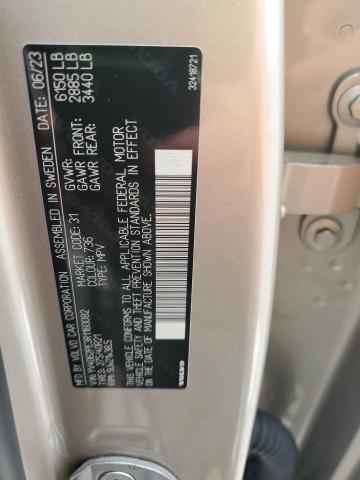 MFD BY VOLVO CAR CORPORATION ASSEMBLED IN SWEDEN DATE: 06/23
GVWR: 6150 LB
MARKET CODE: 31 GAWR FRONT: 2885 LB
COLOUR: 736 GAWR REAR: 3440 LB
TYPE: MPV
THIS VEHICLE CONFORMS TO ALL APPLICABLE FEDERAL MOTOR
VEHICLE SAFETY AND THEFT PREVENTION STANDARDS IN EFFECT
ON THE DATE OF MANUFACTURE SHOWN ABOVE.
VOLVO 32418721